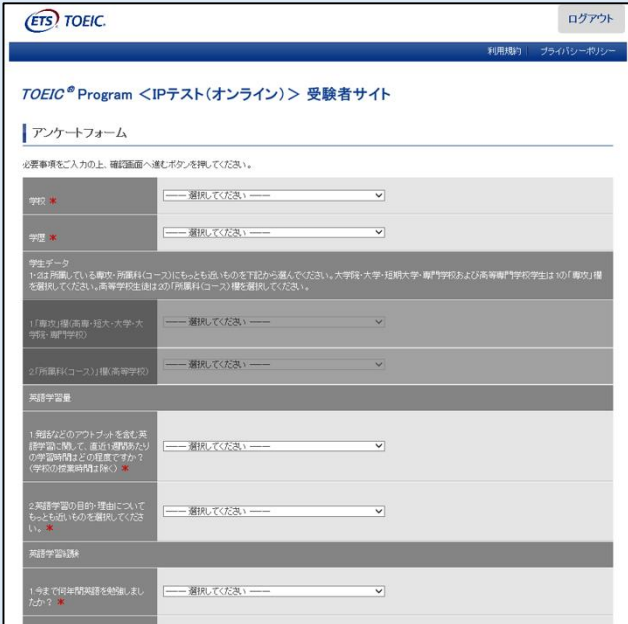 ETS TOEIC.
ログアウト
利用規約 プライバシーポリシー
TOEIC® Program <IPテスト(オンライン)> 受験者サイト
アンケートフォーム
必要事項をご入力の上、確認画面へ進むボタンを押してください。
学校 *
—— 選択してください ——
学歴 *
—— 選択してください ——
学生データ
1・2は所属している専攻・所属科(コース)にもっとも近いものを下記から選んでください。大学院・大学・短期大学・専門学校および高等専門学校学生は1の「専攻」欄
を選択してください。高等学校生徒は2の「所属科(コース)」欄を選択してください。
1「専攻」欄(高専・短大・大学・大
学院・専門学校)
—— 選択してください ——
2「所属科(コース)」欄(高等学校)
—— 選択してください ——
英語学習量
1.発話などのアウトプットを含む英
語学習に関して、直近1週間あたり
の学習時間はどの程度ですか?
(学校の授業時間は除く) *
—— 選択してください ——
2.英語学習の目的・理由について
もっとも近いものを選択してくださ
い。 *
—— 選択してください ——
英語学習経験
1.今まで何年間英語を勉強しまし
たか? *
—— 選択してください ——